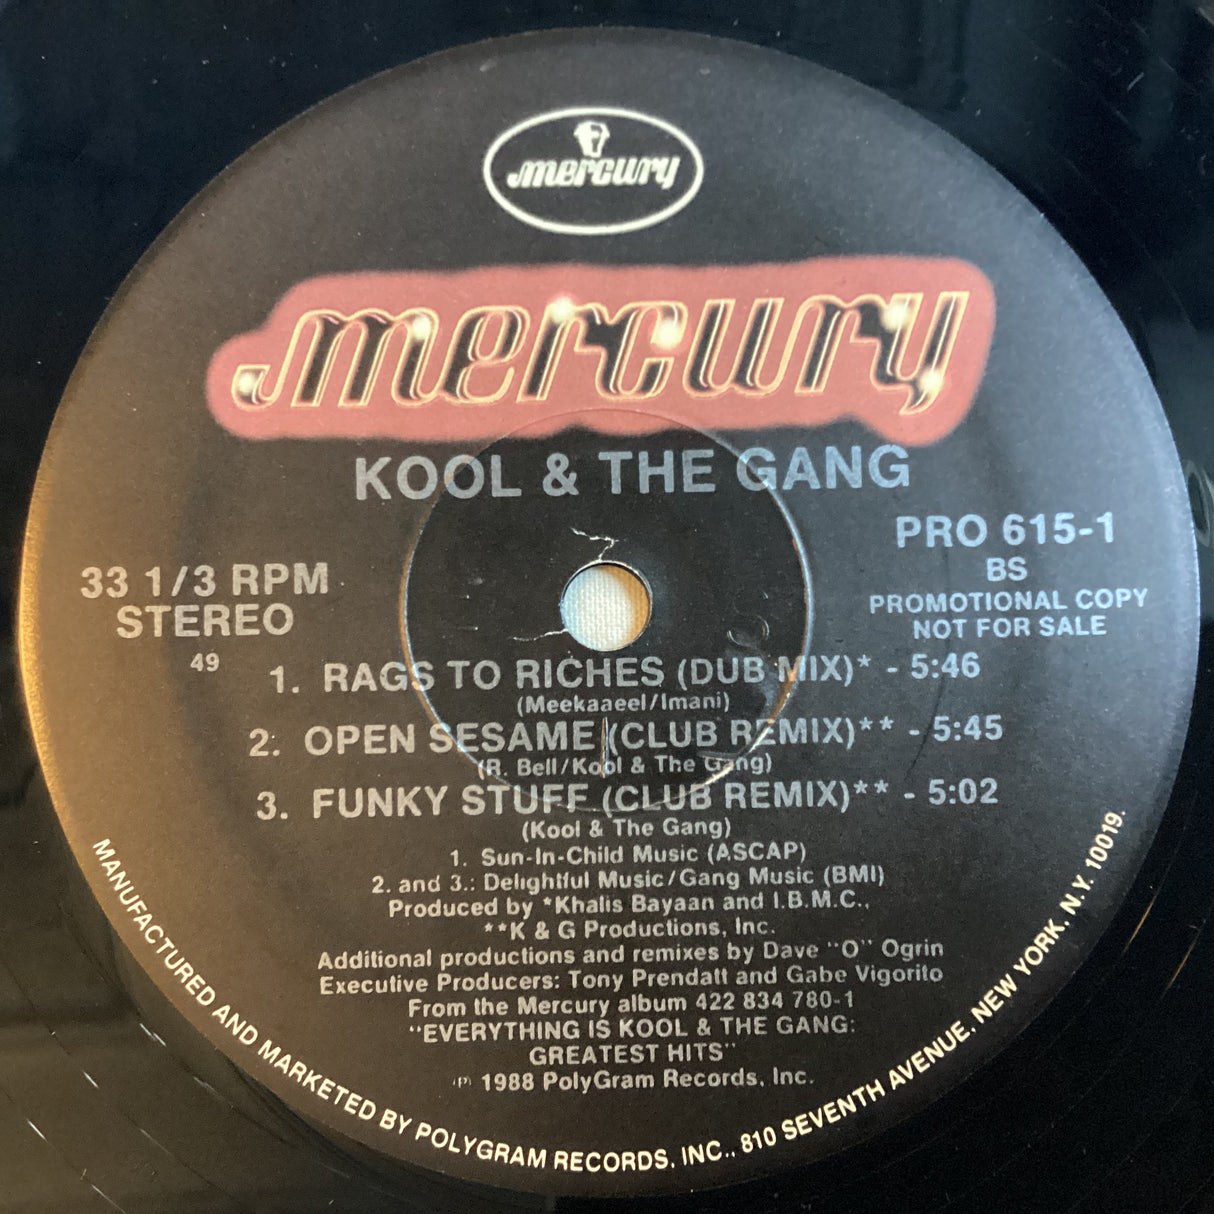 mercury
mercury
KOOL & THE GANG
PRO 615-1
BS
PROMOTIONAL COPY
NOT FOR SALE
33 1/3 RPM
STEREO
49
1. RAGS TO RICHES (DUB MIX)* - 5:46
(Meekaaeel/Imani)
2. OPEN SESAME (CLUB REMIX)** - 5:45
(R. Bell/Kool & The Gang)
3. FUNKY STUFF (CLUB REMIX)** - 5:02
(Kool & The Gang)
1. Sun-In-Child Music (ASCAP)
2. and 3.: Delightful Music/Gang Music (BMI)
Produced by *Khalis Bayaan and I.B.M.C.,
**K & G Productions, Inc.
Additional productions and remixes by Dave "O" Ogrin
Executive Producers: Tony Prendatt and Gabe Vigorito
From the Mercury album 422 834 780-1
"EVERYTHING IS KOOL & THE GANG:
GREATEST HITS"
℗ 1988 PolyGram Records, Inc.
MANUFACTURED AND MARKETED BY POLYGRAM RECORDS, INC., 810 SEVENTH AVENUE, NEW YORK, N.Y. 10019.